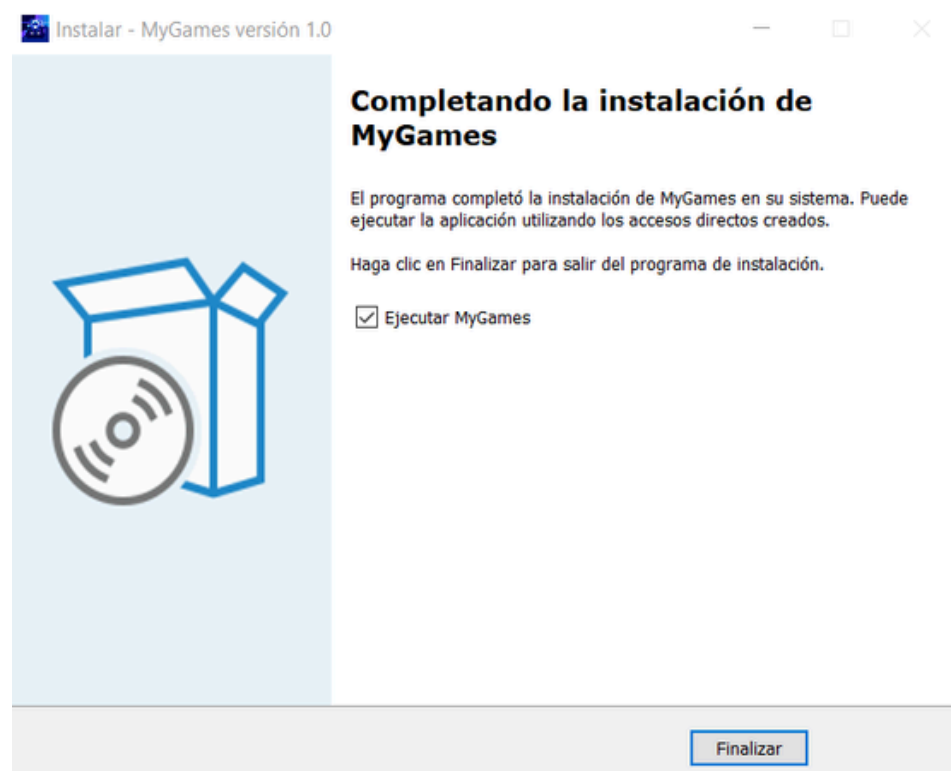 Instalar - MyGames versión 1.0
Completando la instalación de
MyGames
El programa completó la instalación de MyGames en su sistema. Puede
ejecutar la aplicación utilizando los accesos directos creados.
Haga clic en Finalizar para salir del programa de instalación.
Ejecutar MyGames
Finalizar